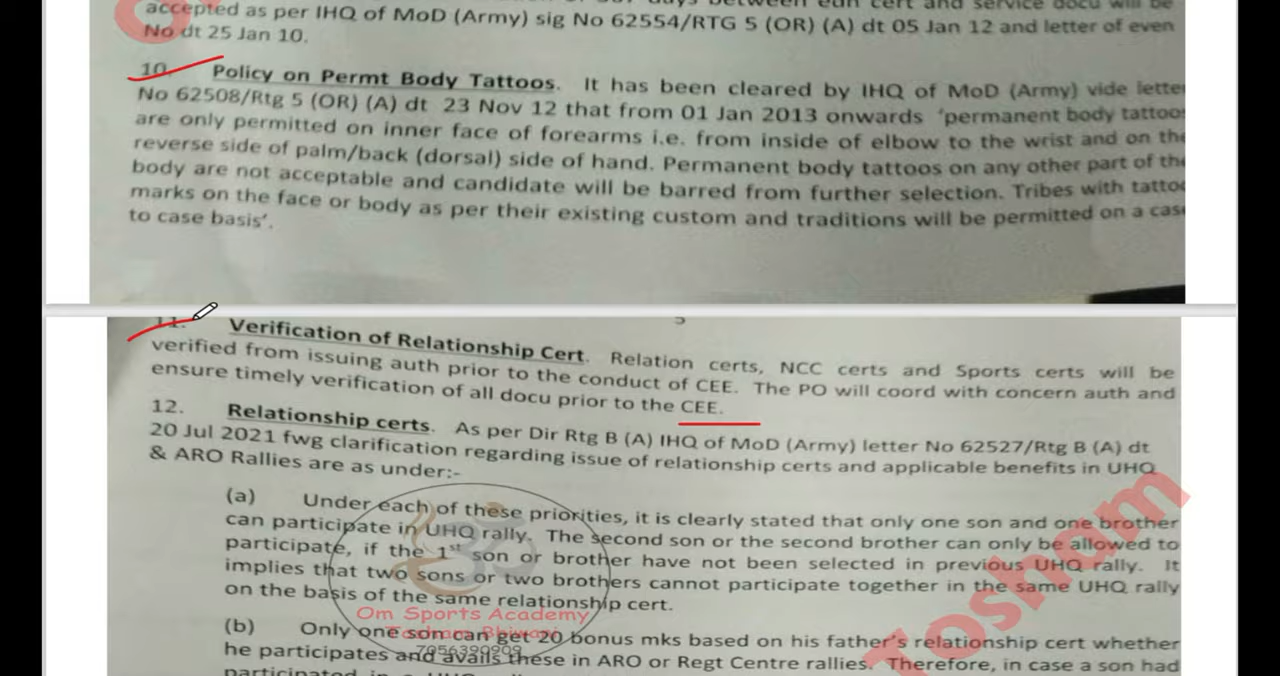 accepted as per IHQ of MoD (Army) sig No 62554/RTG 5 (OR) (A) dt 05 Jan 12 and letter of even
No dt 25 Jan 10.
10. Policy on Permt Body Tattoos. It has been cleared by IHQ of MoD (Army) vide letter
No 62508/Rtg 5 (OR) (A) dt 23 Nov 12 that from 01 Jan 2013 onwards 'permanent body tattoos
are only permitted on inner face of forearms i.e. from inside of elbow to the wrist and on the
reverse side of palm/back (dorsal) side of hand. Permanent body tattoos on any other part of the
body are not acceptable and candidate will be barred from further selection. Tribes with tattoo
marks on the face or body as per their existing custom and traditions will be permitted on a case
to case basis'.
11. Verification of Relationship Cert. Relation certs, NCC certs and Sports certs will be
verified from issuing auth prior to the conduct of CEE. The PO will coord with concern auth and
ensure timely verification of all docu prior to the CEE.
12. Relationship certs. As per Dir Rtg B (A) IHQ of MoD (Army) letter No 62527/Rtg B (A) dt
20 Jul 2021 fwg clarification regarding issue of relationship certs and applicable benefits in UHQ
& ARO Rallies are as under:-
(a) Under each of these priorities, it is clearly stated that only one son and one brother
can participate in UHQ rally. The second son or the second brother can only be allowed to
participate, if the 1st son or brother have not been selected in previous UHQ rally. It
implies that two sons or two brothers cannot participate together in the same UHQ rally
on the basis of the same relationship cert.
(b) Only one son can get 20 bonus mks based on his father's relationship cert whether
he participates and avails these in ARO or Regt Centre rallies. Therefore, in case a son had
Om Sports Academy
Tosham Bhiwani
7056390909
Tosham